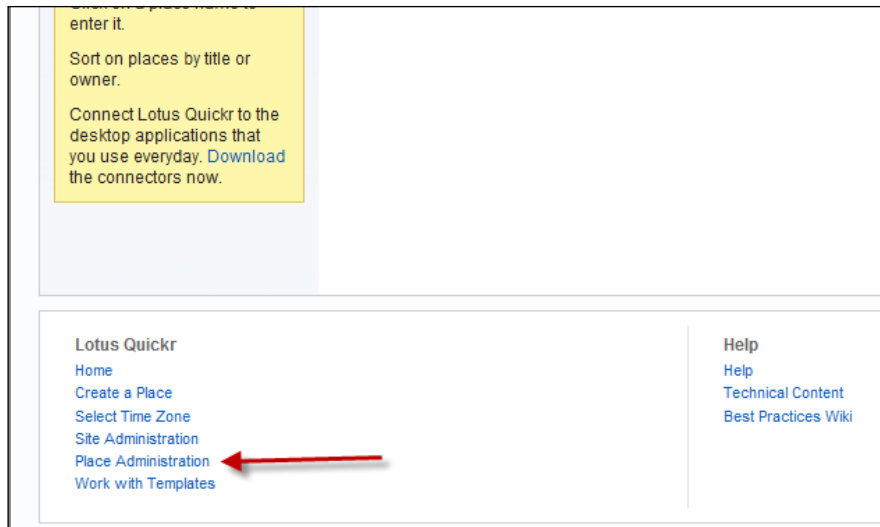 enter it.
Sort on places by title or
owner.
Connect Lotus Quickr to the
desktop applications that
you use everyday. Download
the connectors now.
Lotus Quickr
Home
Create a Place
Select Time Zone
Site Administration
Place Administration
Work with Templates
Help
Help
Technical Content
Best Practices Wiki